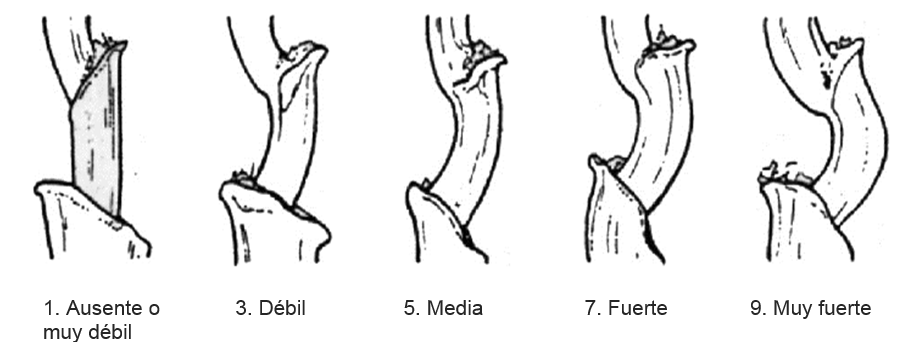 1. Ausente o
muy débil
3. Débil
5. Media
7. Fuerte
9. Muy fuerte